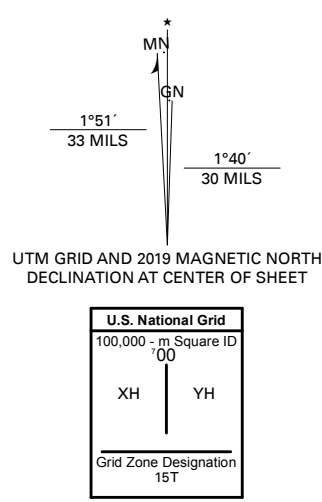 ★
MN
GN
1°51´
33 MILS
1°40´
30 MILS
UTM GRID AND 2019 MAGNETIC NORTH
DECLINATION AT CENTER OF SHEET
U.S. National Grid
100,000 - m Square ID
⁷00
XH YH
Grid Zone Designation
15T